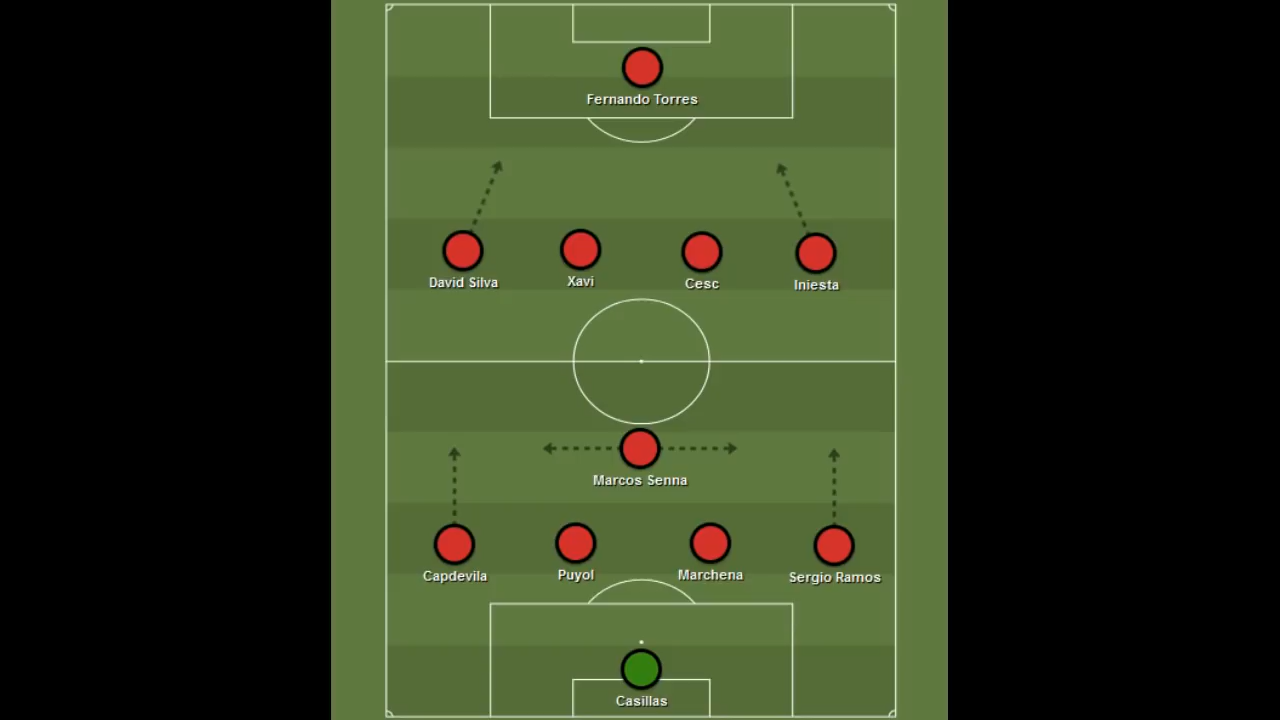 Fernando Torres
David Silva
Xavi
Cesc
Iniesta
Marcos Senna
Capdevila
Puyol
Marchena
Sergio Ramos
Casillas